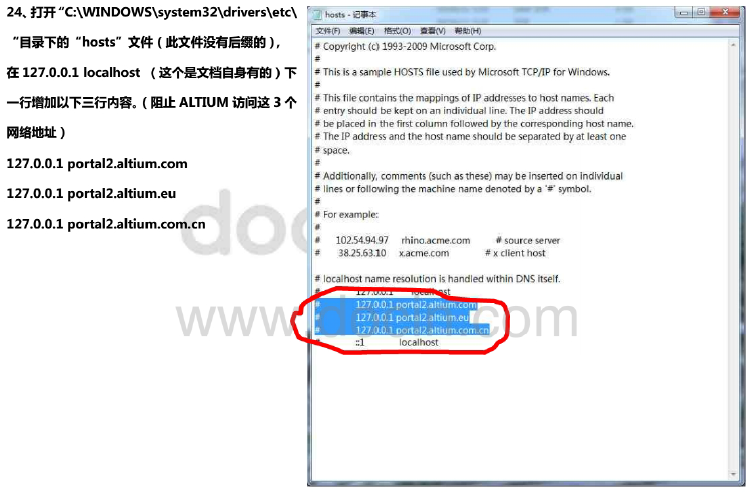 24、打开“C:\WINDOWS\system32\drivers\etc\
“目录下的“hosts”文件（此文件没有后缀的），
在 127.0.0.1 localhost （这个是文档自身有的）下
一行增加以下三行内容。（阻止 ALTIUM 访问这 3 个
网络地址）
127.0.0.1 portal2.altium.com
127.0.0.1 portal2.altium.eu
127.0.0.1 portal2.altium.com.cn
hosts - 记事本
文件(F) 编辑(E) 格式(O) 查看(V) 帮助(H)
# Copyright (c) 1993-2009 Microsoft Corp.
#
# This is a sample HOSTS file used by Microsoft TCP/IP for Windows.
#
# This file contains the mappings of IP addresses to host names. Each
# entry should be kept on an individual line. The IP address should
# be placed in the first column followed by the corresponding host name.
# The IP address and the host name should be separated by at least one
# space.
#
# Additionally, comments (such as these) may be inserted on individual
# lines or following the machine name denoted by a '#' symbol.
#
# For example:
#
# 102.54.94.97 rhino.acme.com # source server
# 38.25.63.10 x.acme.com # x client host

# localhost name resolution is handled within DNS itself.
# 127.0.0.1 localhost
# 127.0.0.1 portal2.altium.com
# 127.0.0.1 portal2.altium.eu
# 127.0.0.1 portal2.altium.com.cn
# ::1 localhost